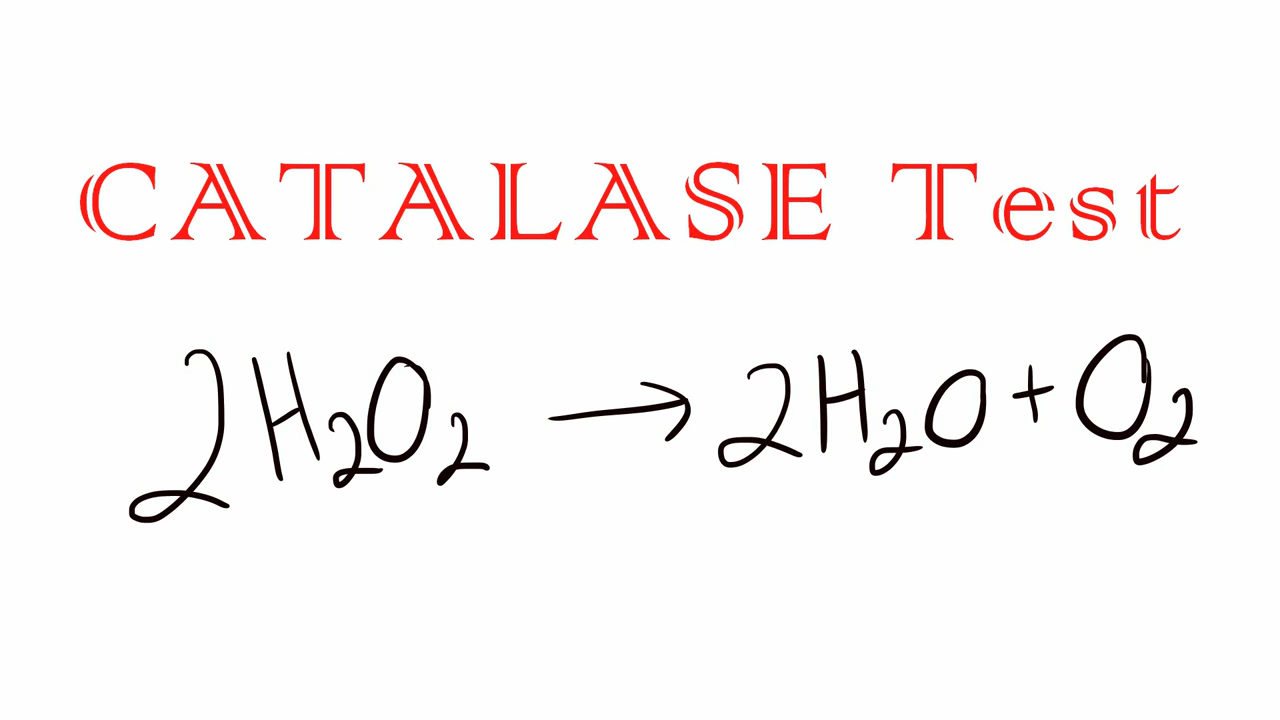 CATALASE Test
2H₂O₂ → 2H₂O + O₂